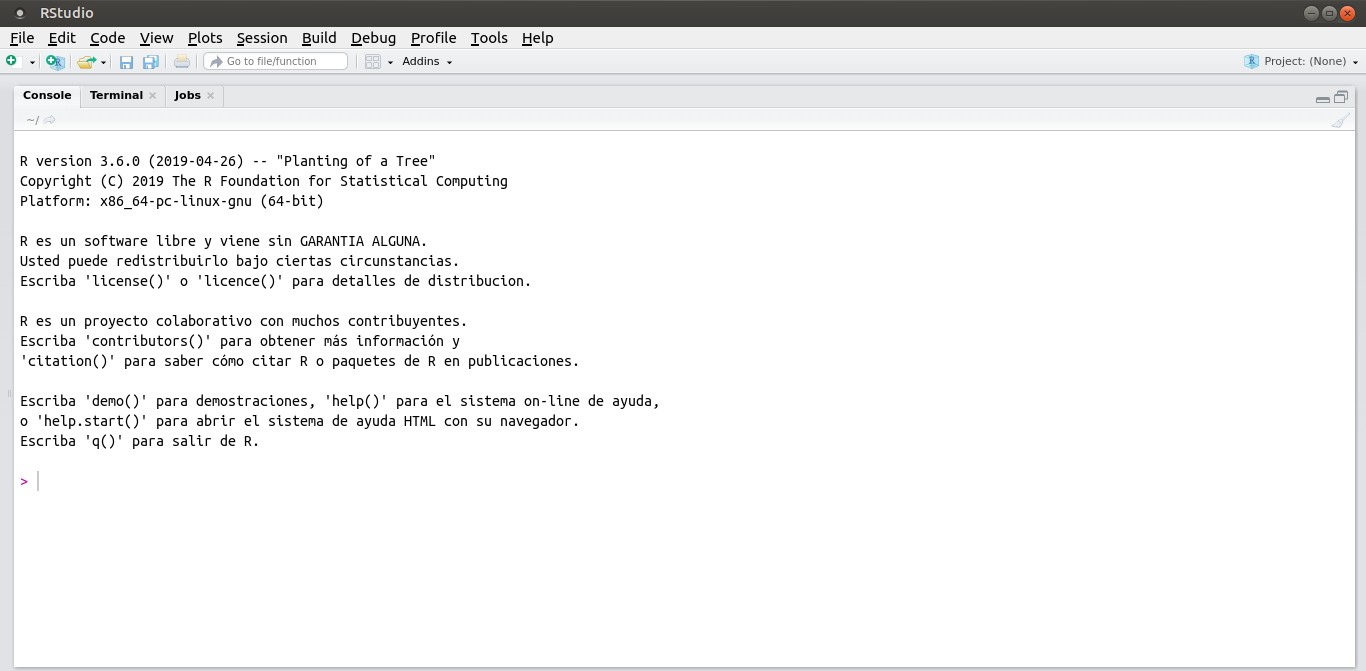 RStudio
File Edit Code View Plots Session Build Debug Profile Tools Help
Go to file/function Addins Project: (None)
Console Terminal Jobs
~/
R version 3.6.0 (2019-04-26) -- "Planting of a Tree"
Copyright (C) 2019 The R Foundation for Statistical Computing
Platform: x86_64-pc-linux-gnu (64-bit)
R es un software libre y viene sin GARANTIA ALGUNA.
Usted puede redistribuirlo bajo ciertas circunstancias.
Escriba 'license()' o 'licence()' para detalles de distribucion.
R es un proyecto colaborativo con muchos contribuyentes.
Escriba 'contributors()' para obtener más información y
'citation()' para saber cómo citar R o paquetes de R en publicaciones.
Escriba 'demo()' para demostraciones, 'help()' para el sistema on-line de ayuda,
o 'help.start()' para abrir el sistema de ayuda HTML con su navegador.
Escriba 'q()' para salir de R.
>